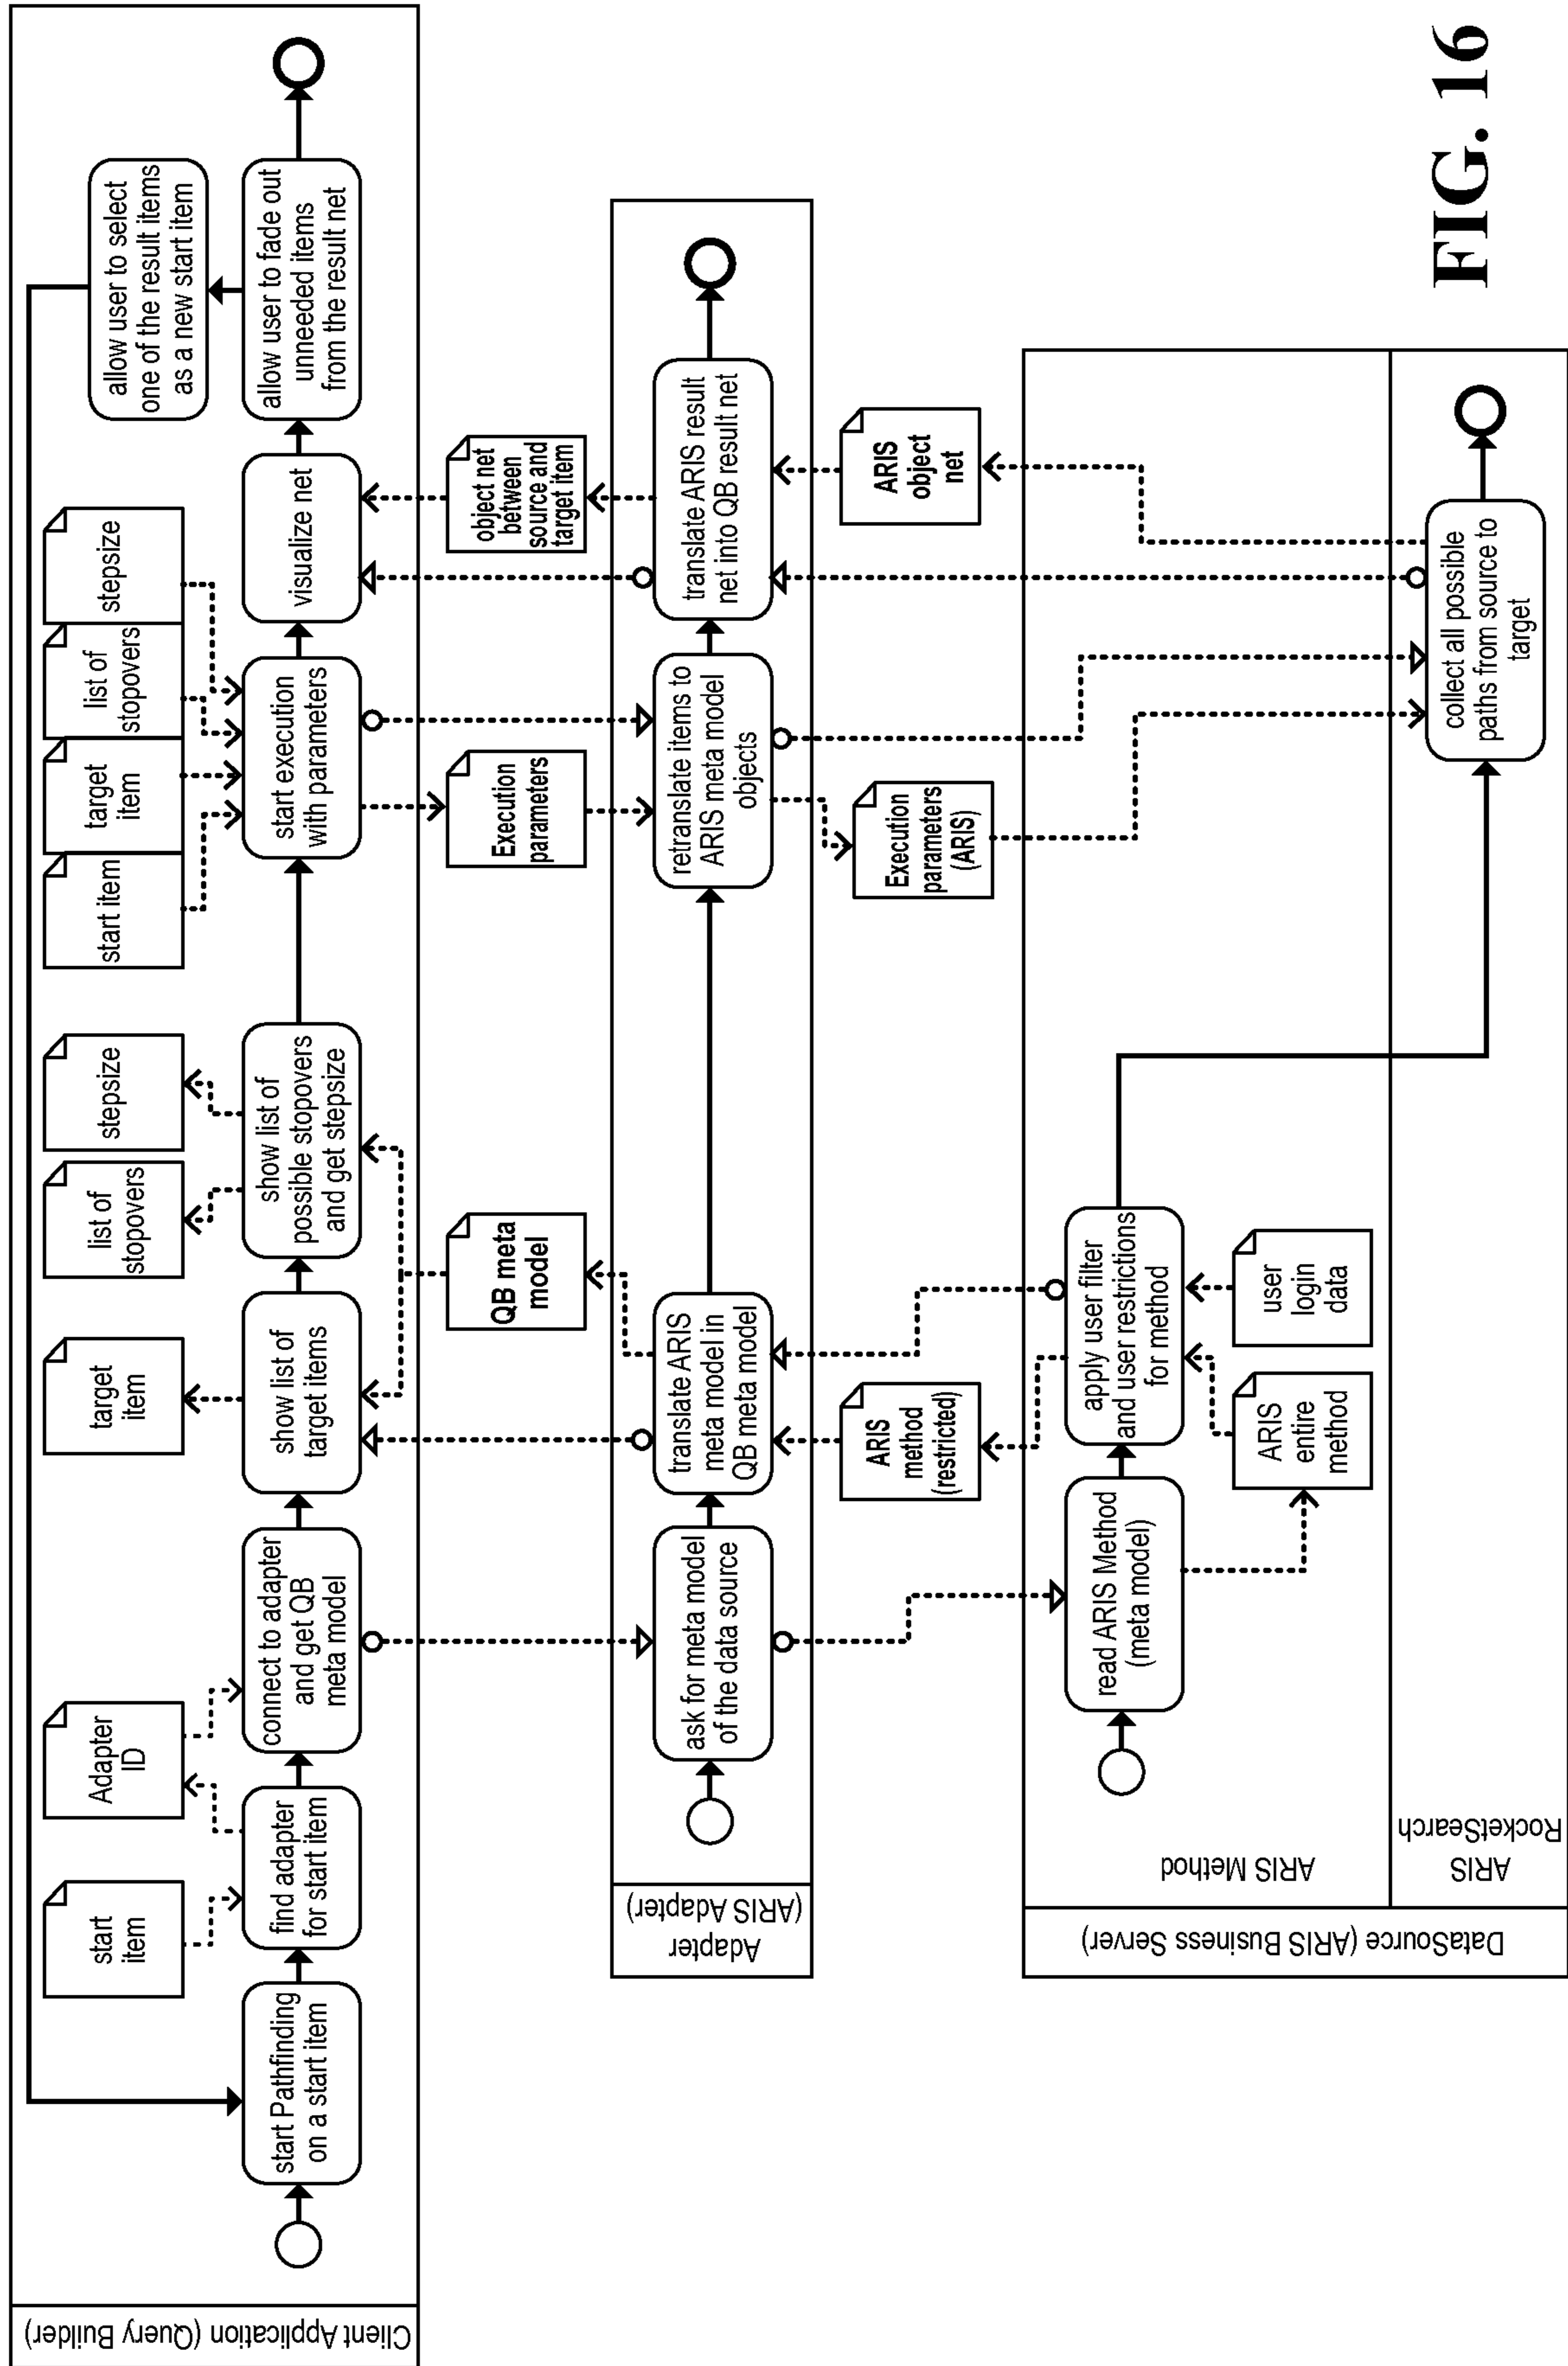 Client Application (Query Builder)
start Pathfinding
on a start item
start
item
find adapter
for start item
Adapter
ID
connect to adapter
and get QB
meta model
target
item
show list of
target items
list of
stopovers
stepsize
show list of
possible stopovers
and get stepsize
start item
target
item
list of
stopovers
stepsize
start execution
with parameters
visualize net
allow user to select
one of the result items
as a new start item
allow user to fade out
unneeded items
from the result net
QB meta
model
Execution
parameters
object net
between
source and
target item
Adapter
(ARIS Adapter)
ask for meta model
of the data source
translate ARIS
meta model in
QB meta model
retranslate items to
ARIS meta model
objects
translate ARIS result
net into QB result net
ARIS
method
(restricted)
Execution
parameters
(ARIS)
ARIS
object
net
DataSource (ARIS Business Server)
ARIS Method
read ARIS Method
(meta model)
apply user filter
and user restrictions
for method
ARIS
entire
method
user
login
data
ARIS
RocketSearch
collect all possible
paths from source to
target
FIG. 16